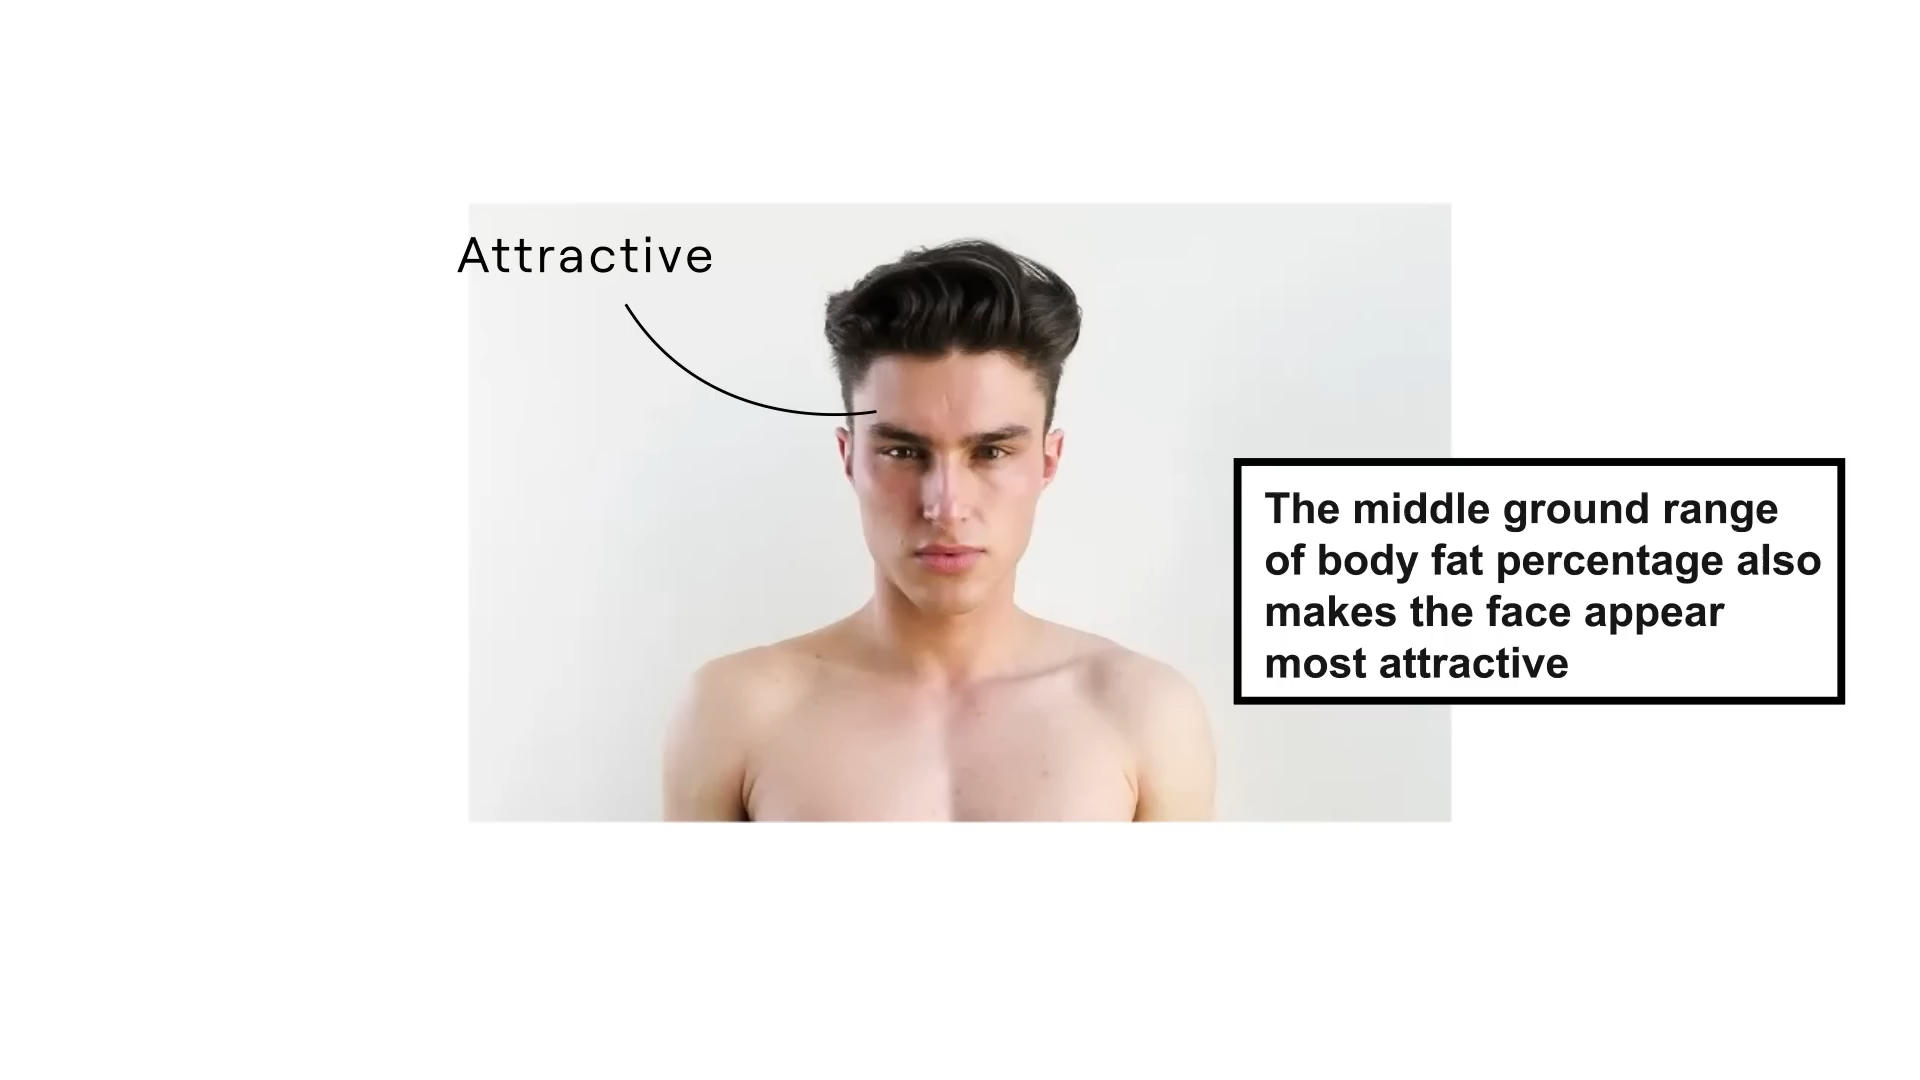 Attractive
The middle ground range
of body fat percentage also
makes the face appear
most attractive